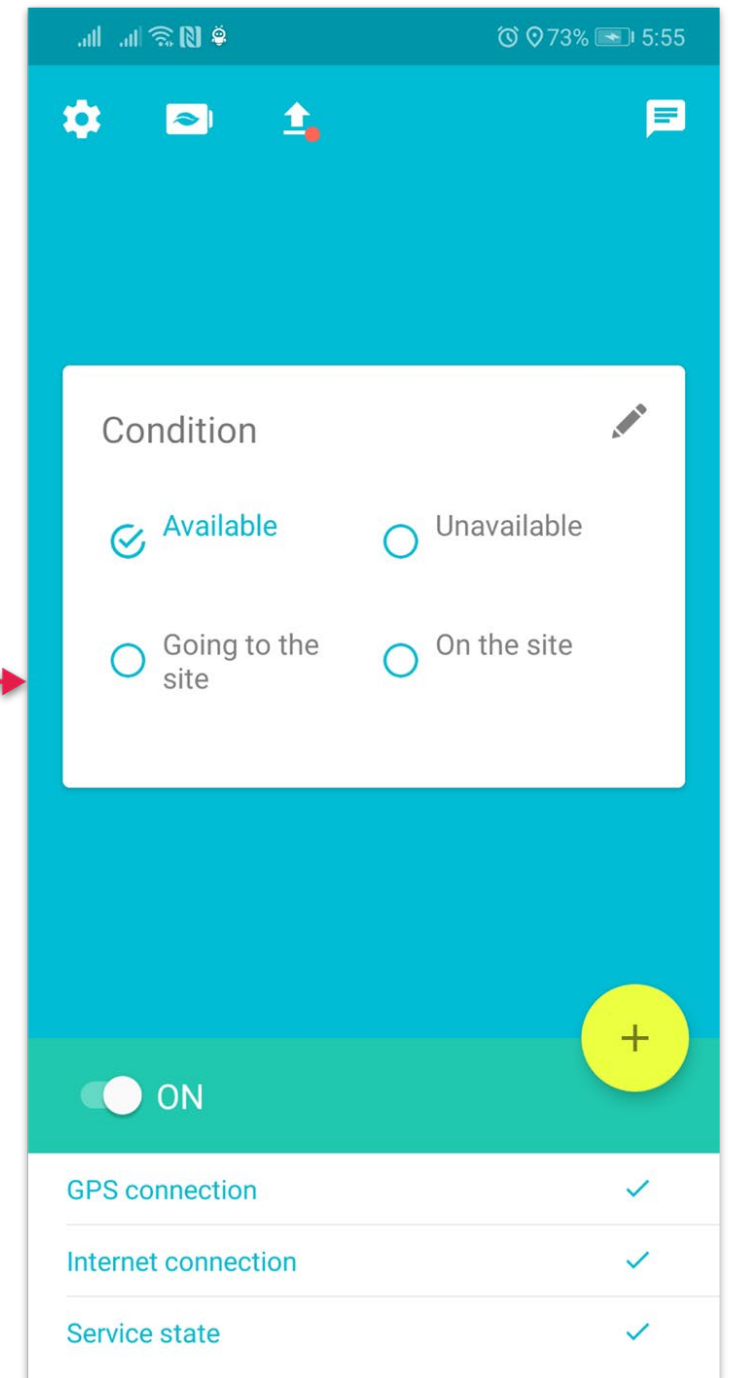 73% 5:55
Condition
Available
Unavailable
Going to the
site
On the site
+
ON
GPS connection
Internet connection
Service state